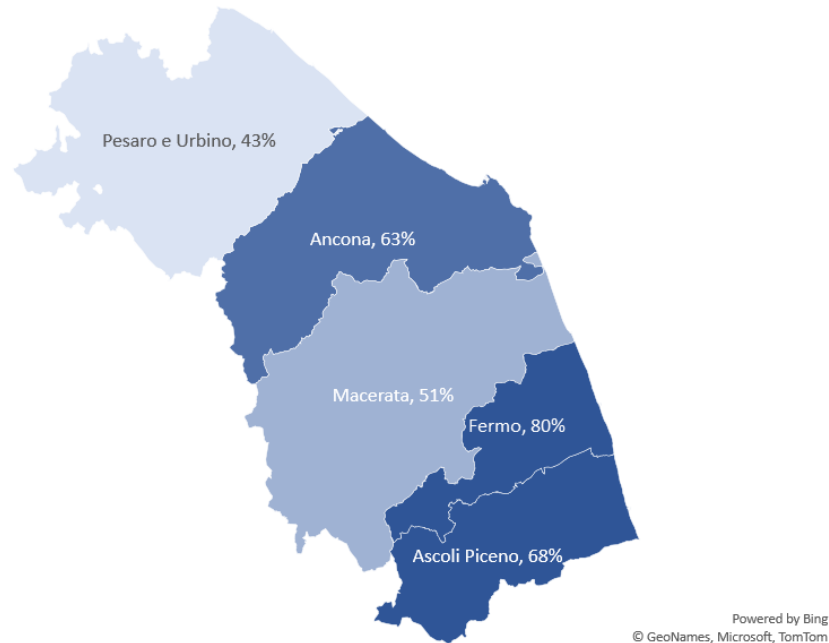 Pesaro e Urbino, 43%
Ancona, 63%
Macerata, 51%
Fermo, 80%
Ascoli Piceno, 68%
Powered by Bing
© GeoNames, Microsoft, TomTom